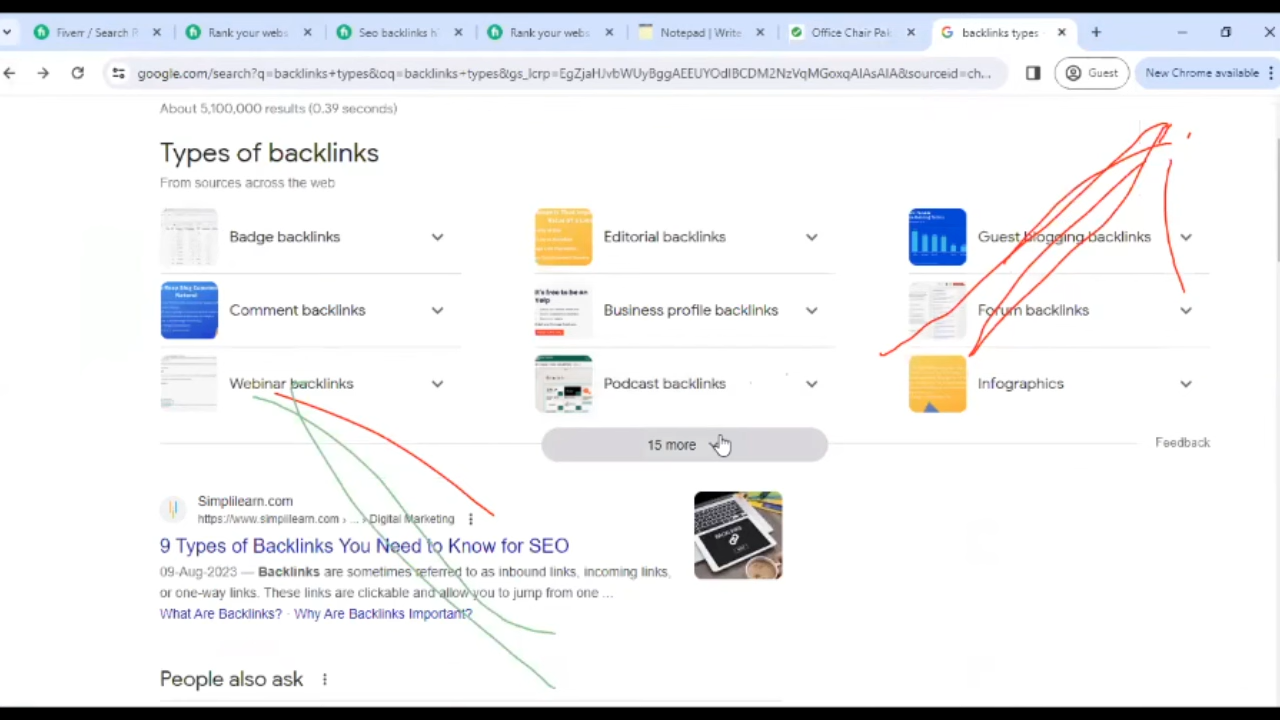 Fiverr / Search R
Rank your webs
Seo backlinks h
Rank your webs
Notepad | Write
Office Chair Pak
backlinks types
google.com/search?q=backlinks+types&oq=backlinks+types&gs_lcrp=EgZjaHJvbWUyBggAEEUYOdIBCDM2NzVqMGoxqAIAsAIA&sourceid=ch...
Guest
New Chrome available
About 5,100,000 results (0.39 seconds)
Types of backlinks
From sources across the web
Badge backlinks
Editorial backlinks
Guest blogging backlinks
Comment backlinks
Business profile backlinks
Forum backlinks
Webinar backlinks
Podcast backlinks
Infographics
15 more
Feedback
Simplilearn.com
https://www.simplilearn.com › ... › Digital Marketing
9 Types of Backlinks You Need to Know for SEO
09-Aug-2023 — Backlinks are sometimes referred to as inbound links, incoming links,
or one-way links. These links are clickable and allow you to jump from one ...
What Are Backlinks? · Why Are Backlinks Important?
People also ask